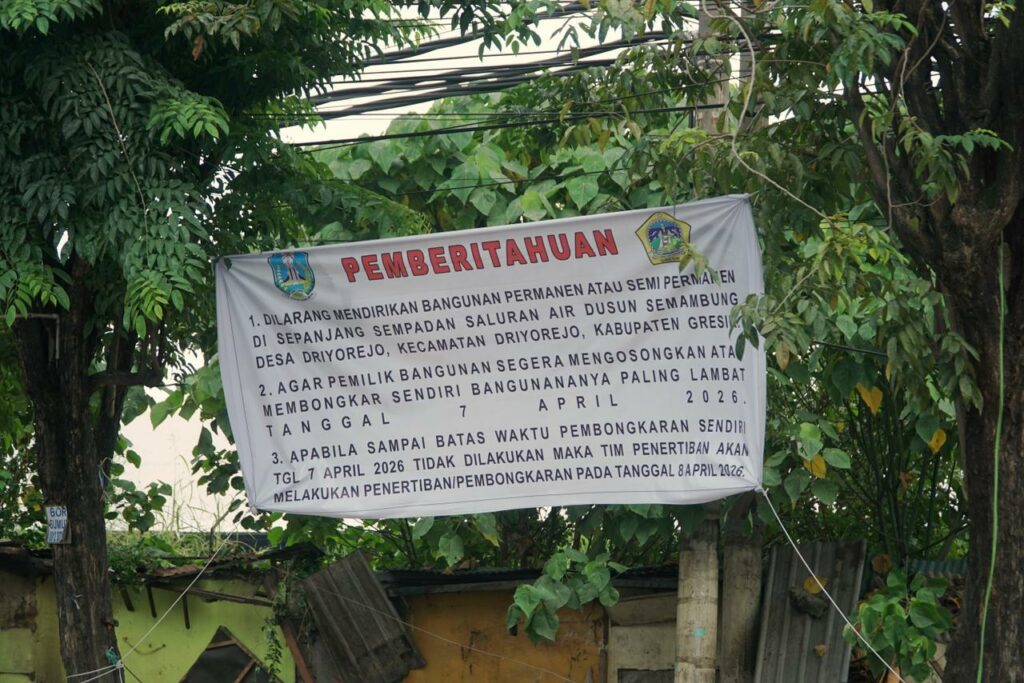 PEMBERITAHUAN
1. DILARANG MENDIRIKAN BANGUNAN PERMANEN ATAU SEMI PERMANEN
DI SEPANJANG SEMPADAN SALURAN AIR DUSUN SEMAMBUNG
DESA DRIYOREJO, KECAMATAN DRIYOREJO, KABUPATEN GRESIK.
2. AGAR PEMILIK BANGUNAN SEGERA MENGOSONGKAN ATAU
MEMBONGKAR SENDIRI BANGUNANANYA PALING LAMBAT
TANGGAL 7 APRIL 2026.
3. APABILA SAMPAI BATAS WAKTU PEMBONGKARAN SENDIRI
TGL 7 APRIL 2026 TIDAK DILAKUKAN MAKA TIM PENERTIBAN AKAN
MELAKUKAN PENERTIBAN/PEMBONGKARAN PADA TANGGAL 8 APRIL 2026.
BOR